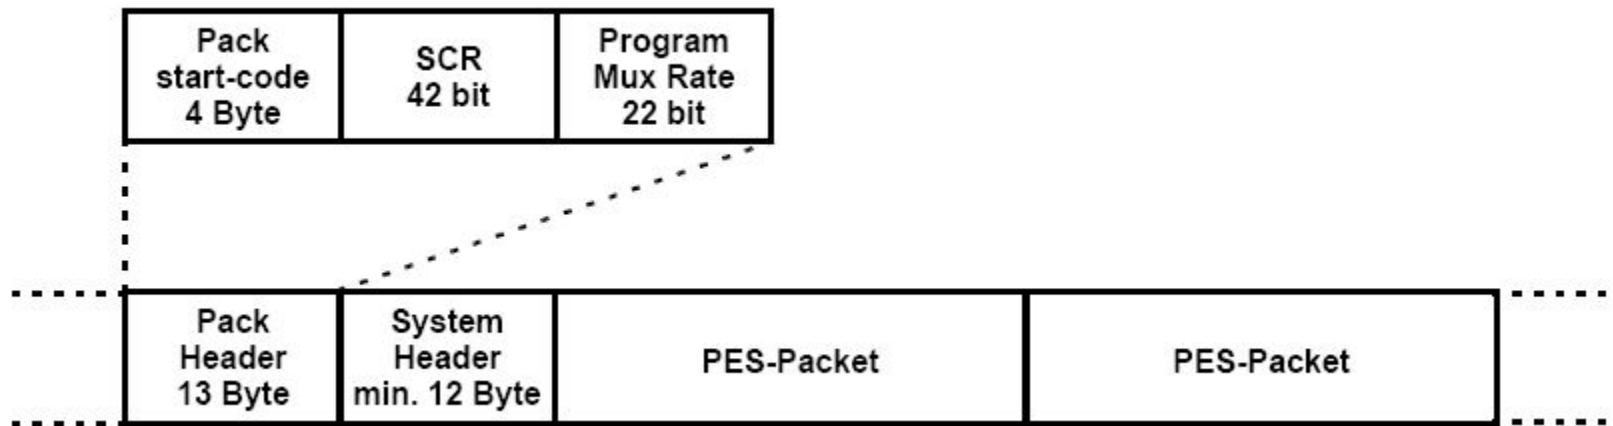 Pack
start-code
4 Byte
SCR
42 bit
Program
Mux Rate
22 bit
Pack
Header
13 Byte
System
Header
min. 12 Byte
PES-Packet
PES-Packet